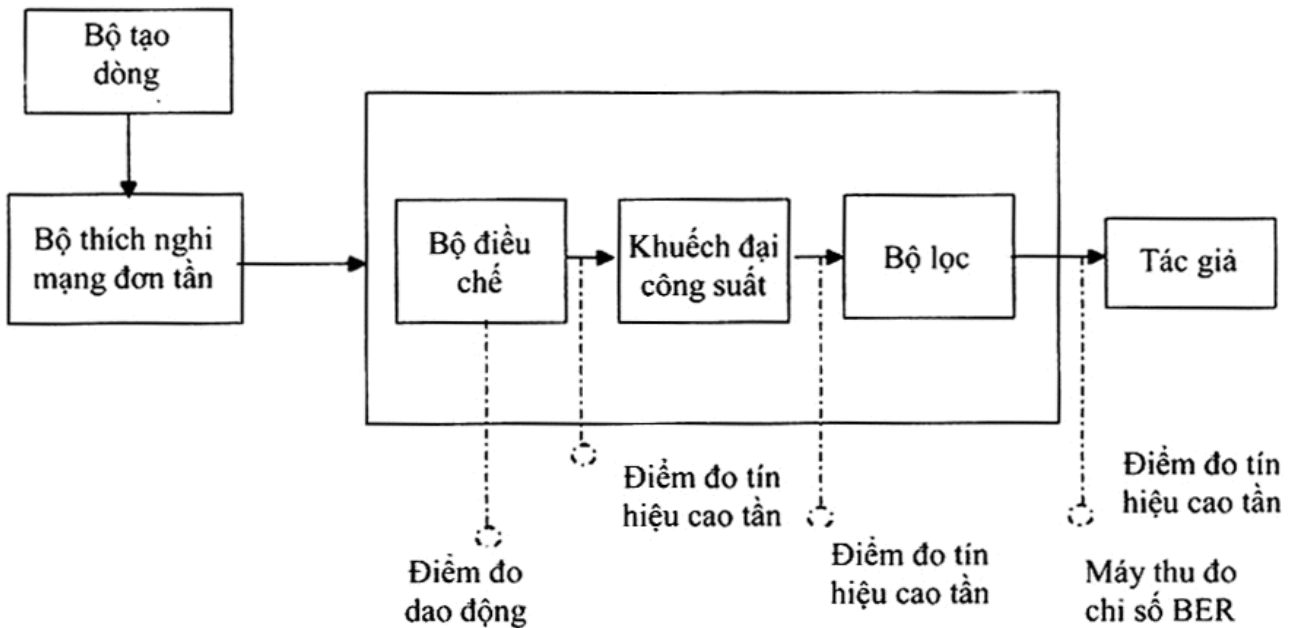 Bộ tạo
dòng
Bộ thích nghi
mạng đơn tần
Bộ điều
chế
Khuếch đại
công suất
Bộ lọc
Tác giả
Điểm đo
dao động
Điểm đo tín
hiệu cao tần
Điểm đo tín
hiệu cao tần
Điểm đo tín
hiệu cao tần
Máy thu đo
chỉ số BER